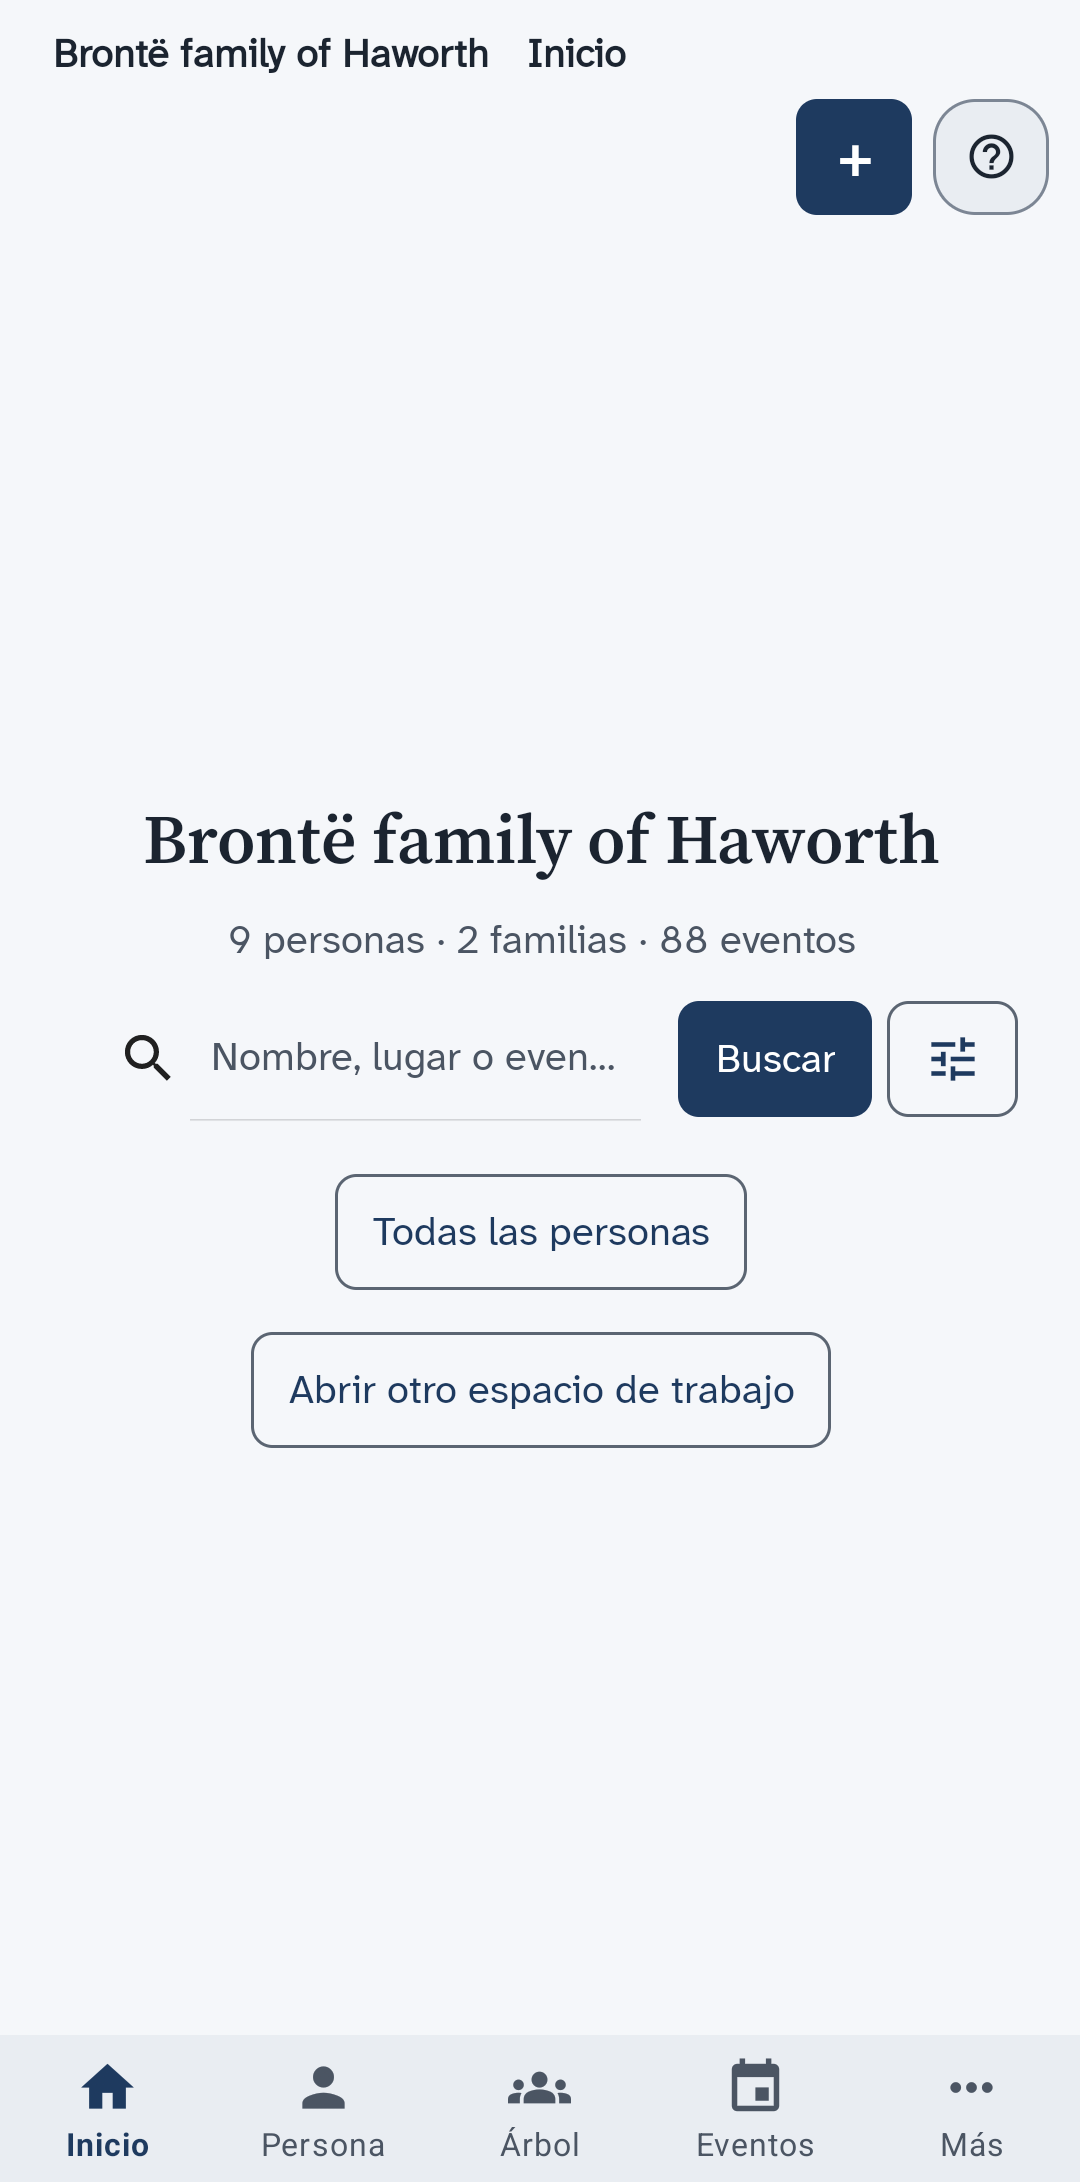 Brontë family of Haworth Inicio
+
Brontë family of Haworth
9 personas · 2 familias · 88 eventos
Nombre, lugar o even... Buscar
Todas las personas
Abrir otro espacio de trabajo
Inicio Persona Árbol Eventos Más